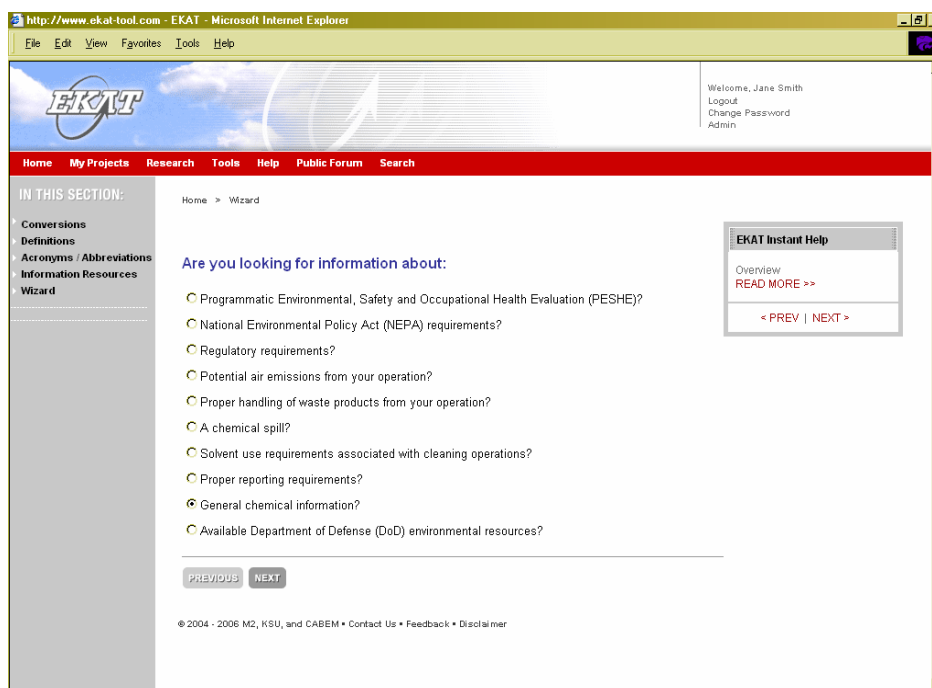 http://www.ekat-tool.com - EKAT - Microsoft Internet Explorer
File Edit View Favorites Tools Help
EKAT
Welcome, Jane Smith
Logout
Change Password
Admin
Home My Projects Research Tools Help Public Forum Search
IN THIS SECTION:
Conversions
Definitions
Acronyms / Abbreviations
Information Resources
Wizard
Home > Wizard
Are you looking for information about:
Programmatic Environmental, Safety and Occupational Health Evaluation (PESHE)?
National Environmental Policy Act (NEPA) requirements?
Regulatory requirements?
Potential air emissions from your operation?
Proper handling of waste products from your operation?
A chemical spill?
Solvent use requirements associated with cleaning operations?
Proper reporting requirements?
General chemical information?
Available Department of Defense (DoD) environmental resources?
PREVIOUS NEXT
EKAT Instant Help
Overview
READ MORE >>
< PREV | NEXT >
© 2004 - 2006 M2, KSU, and CABEM • Contact Us • Feedback • Disclaimer